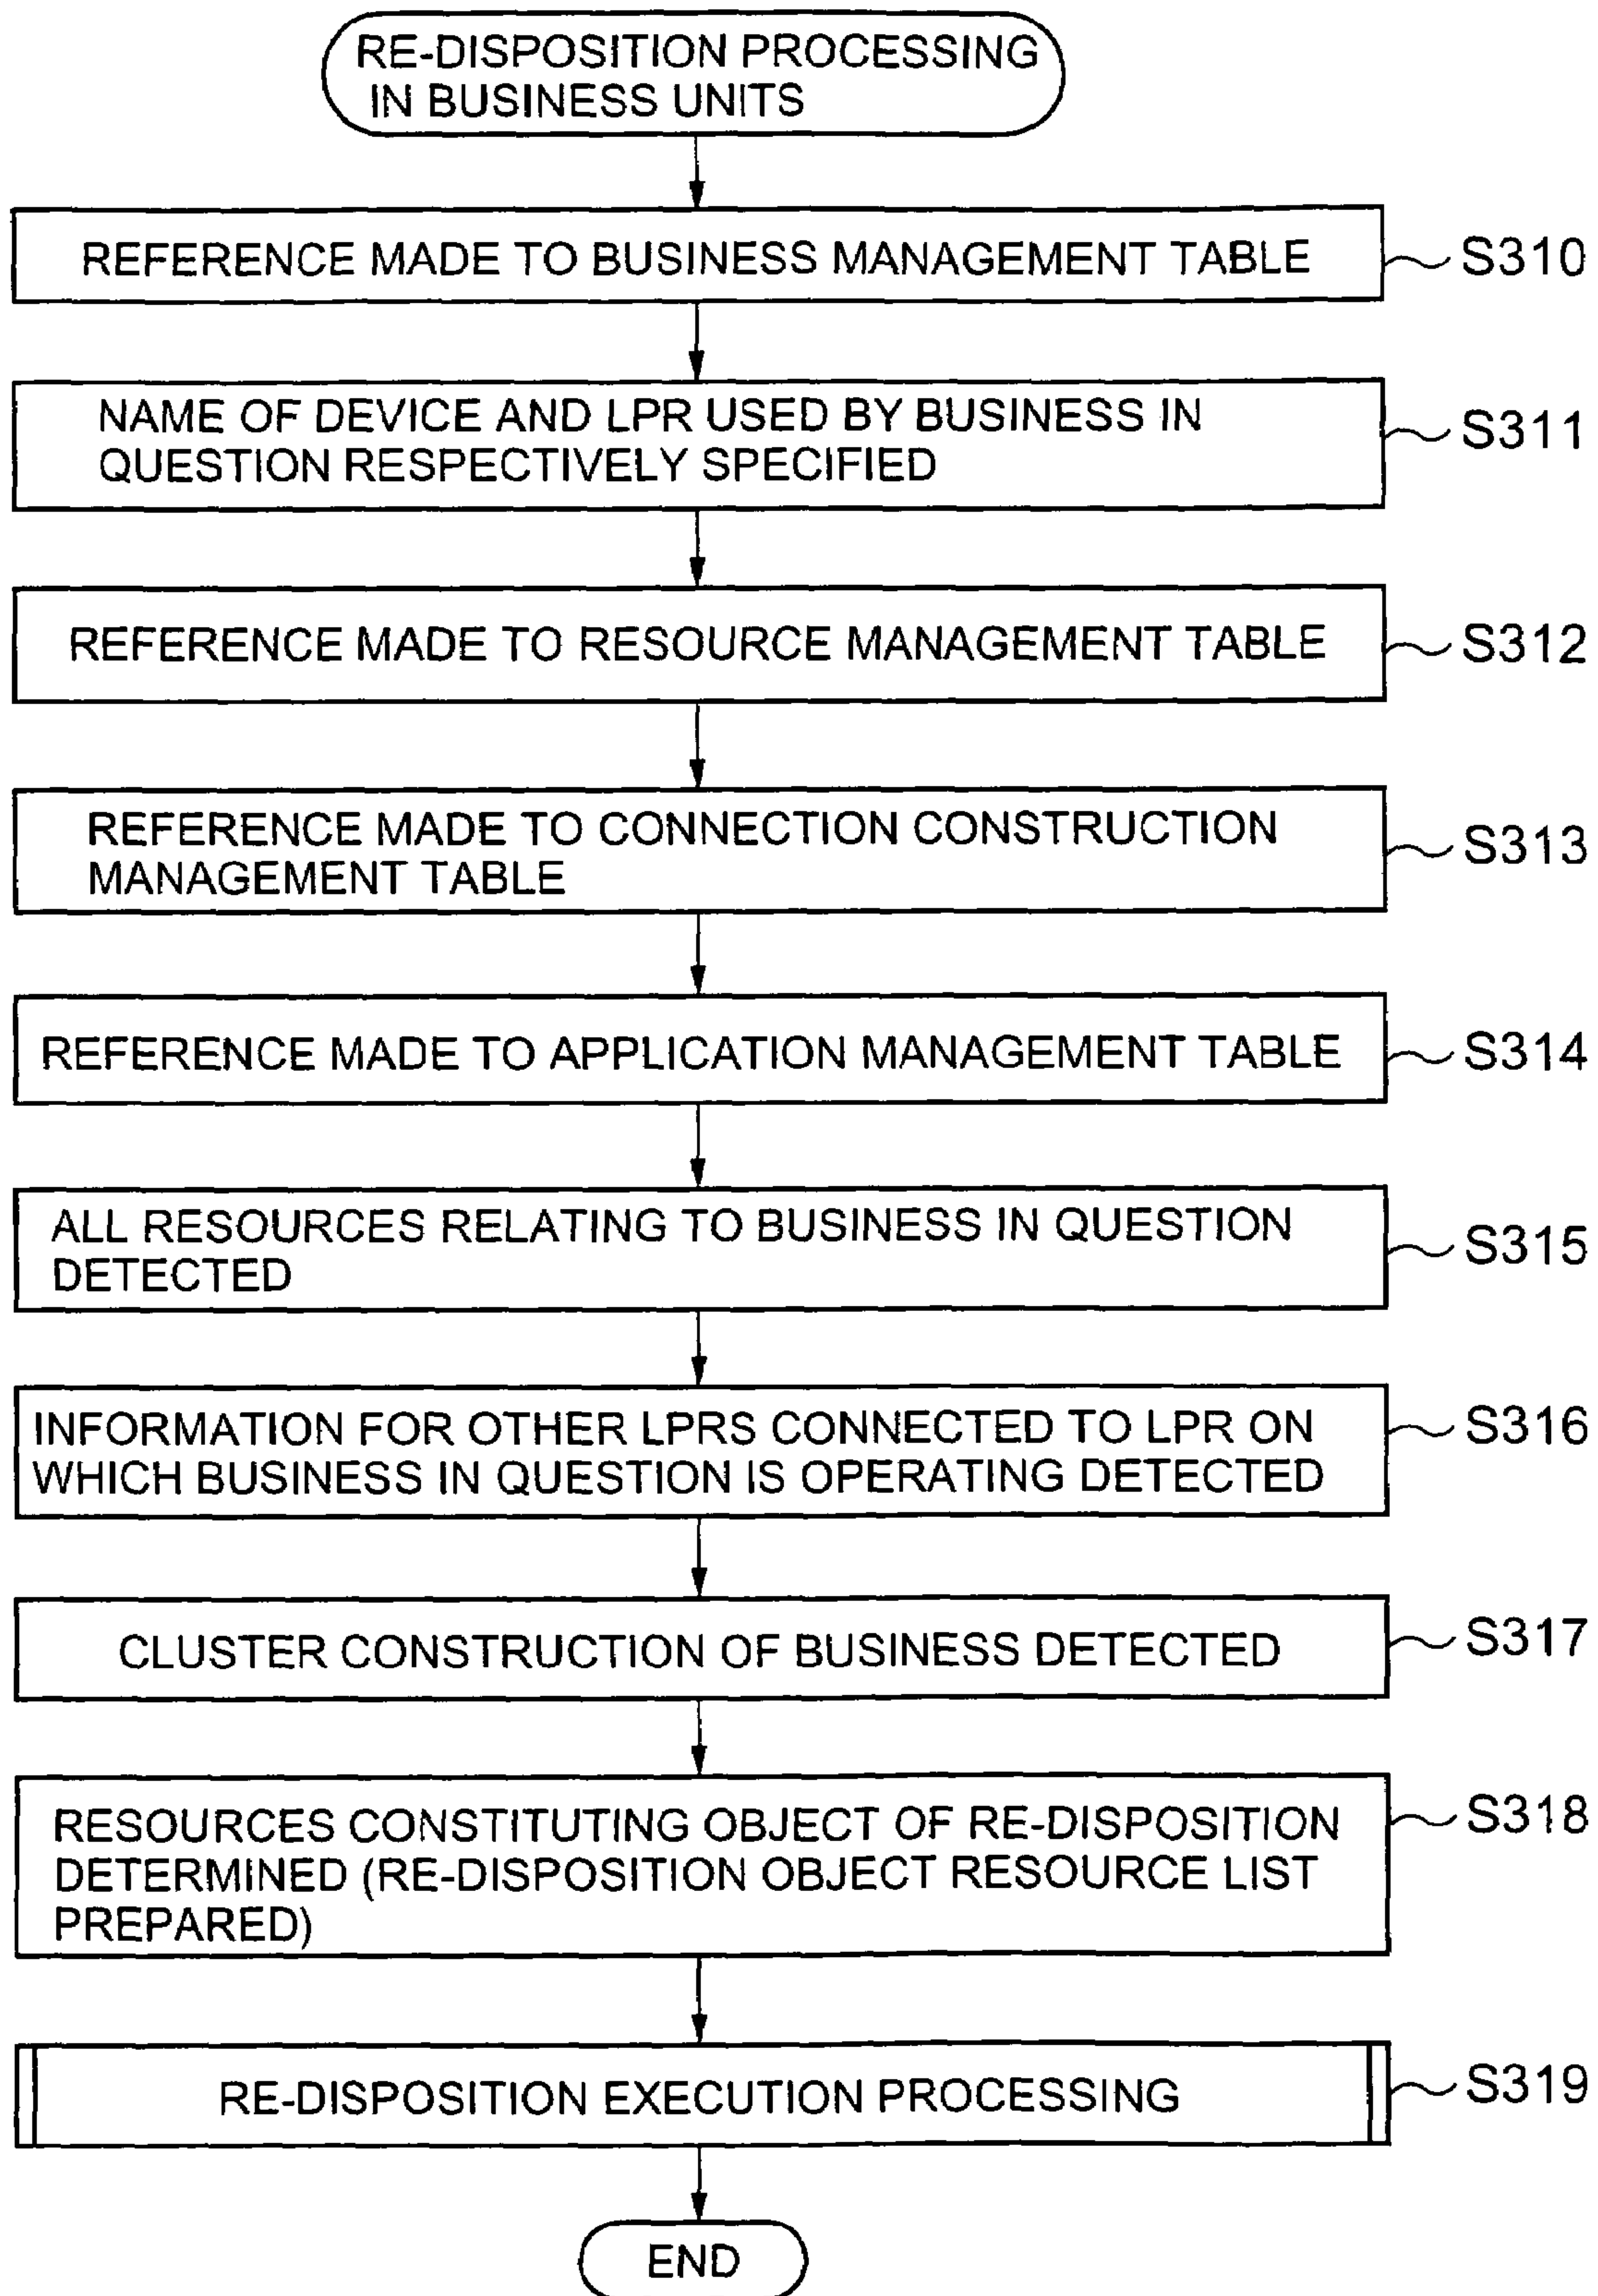 RE-DISPOSITION PROCESSING
IN BUSINESS UNITS
REFERENCE MADE TO BUSINESS MANAGEMENT TABLE
S310
NAME OF DEVICE AND LPR USED BY BUSINESS IN
QUESTION RESPECTIVELY SPECIFIED
S311
REFERENCE MADE TO RESOURCE MANAGEMENT TABLE
S312
REFERENCE MADE TO CONNECTION CONSTRUCTION
MANAGEMENT TABLE
S313
REFERENCE MADE TO APPLICATION MANAGEMENT TABLE
S314
ALL RESOURCES RELATING TO BUSINESS IN QUESTION
DETECTED
S315
INFORMATION FOR OTHER LPRS CONNECTED TO LPR ON
WHICH BUSINESS IN QUESTION IS OPERATING DETECTED
S316
CLUSTER CONSTRUCTION OF BUSINESS DETECTED
S317
RESOURCES CONSTITUTING OBJECT OF RE-DISPOSITION
DETERMINED (RE-DISPOSITION OBJECT RESOURCE LIST
PREPARED)
S318
RE-DISPOSITION EXECUTION PROCESSING
S319
END